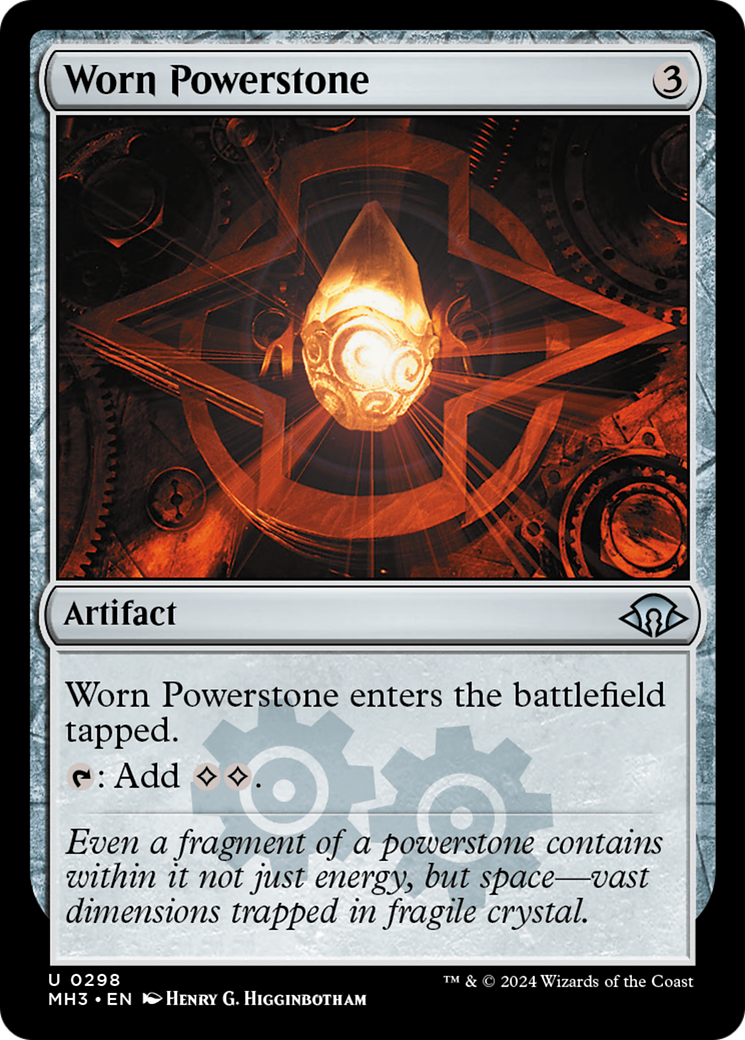 Worn Powerstone
3
Artifact
Worn Powerstone enters the battlefield
tapped.
: Add .
Even a fragment of a powerstone contains
within it not just energy, but space—vast
dimensions trapped in fragile crystal.
U 0298
MH3 • EN Henry G. Higginbotham
™ & © 2024 Wizards of the Coast